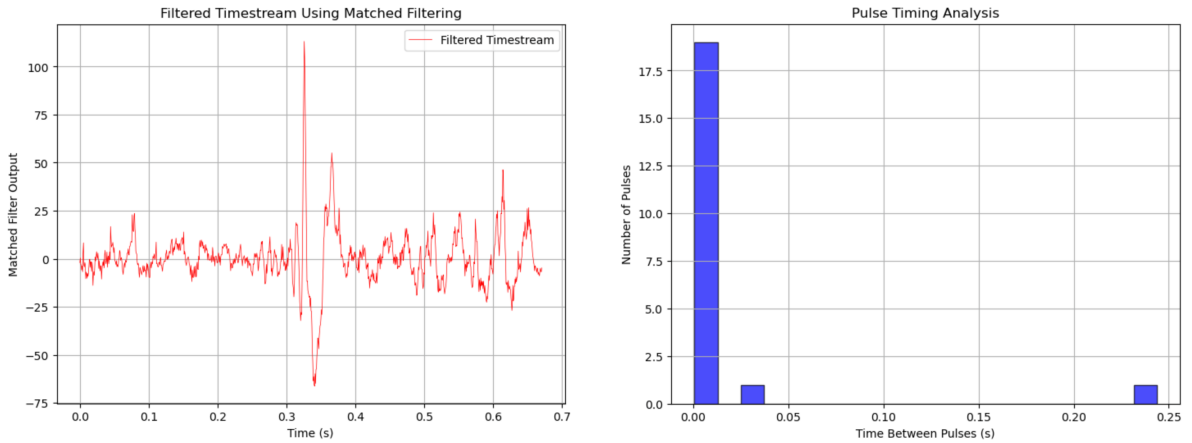 Filtered Timestream Using Matched Filtering
Matched Filter Output
100
75
50
25
0
−25
−50
−75
Filtered Timestream
0.0 0.1 0.2 0.3 0.4 0.5 0.6 0.7
Time (s)
Pulse Timing Analysis
Number of Pulses
17.5
15.0
12.5
10.0
7.5
5.0
2.5
0.0
0.00 0.05 0.10 0.15 0.20 0.25
Time Between Pulses (s)